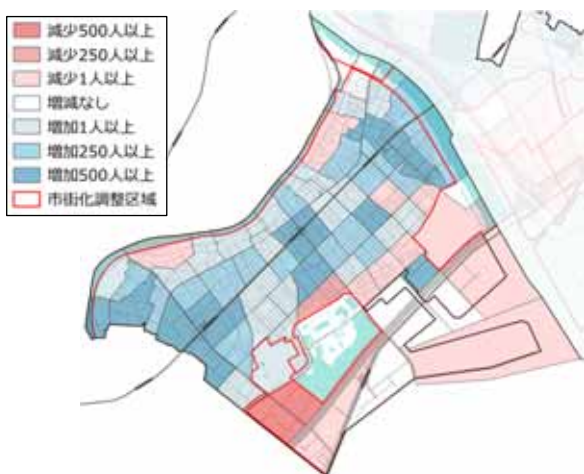 減少500人以上
減少250人以上
減少1人以上
増減なし
増加1人以上
増加250人以上
増加500人以上
市街化調整区域